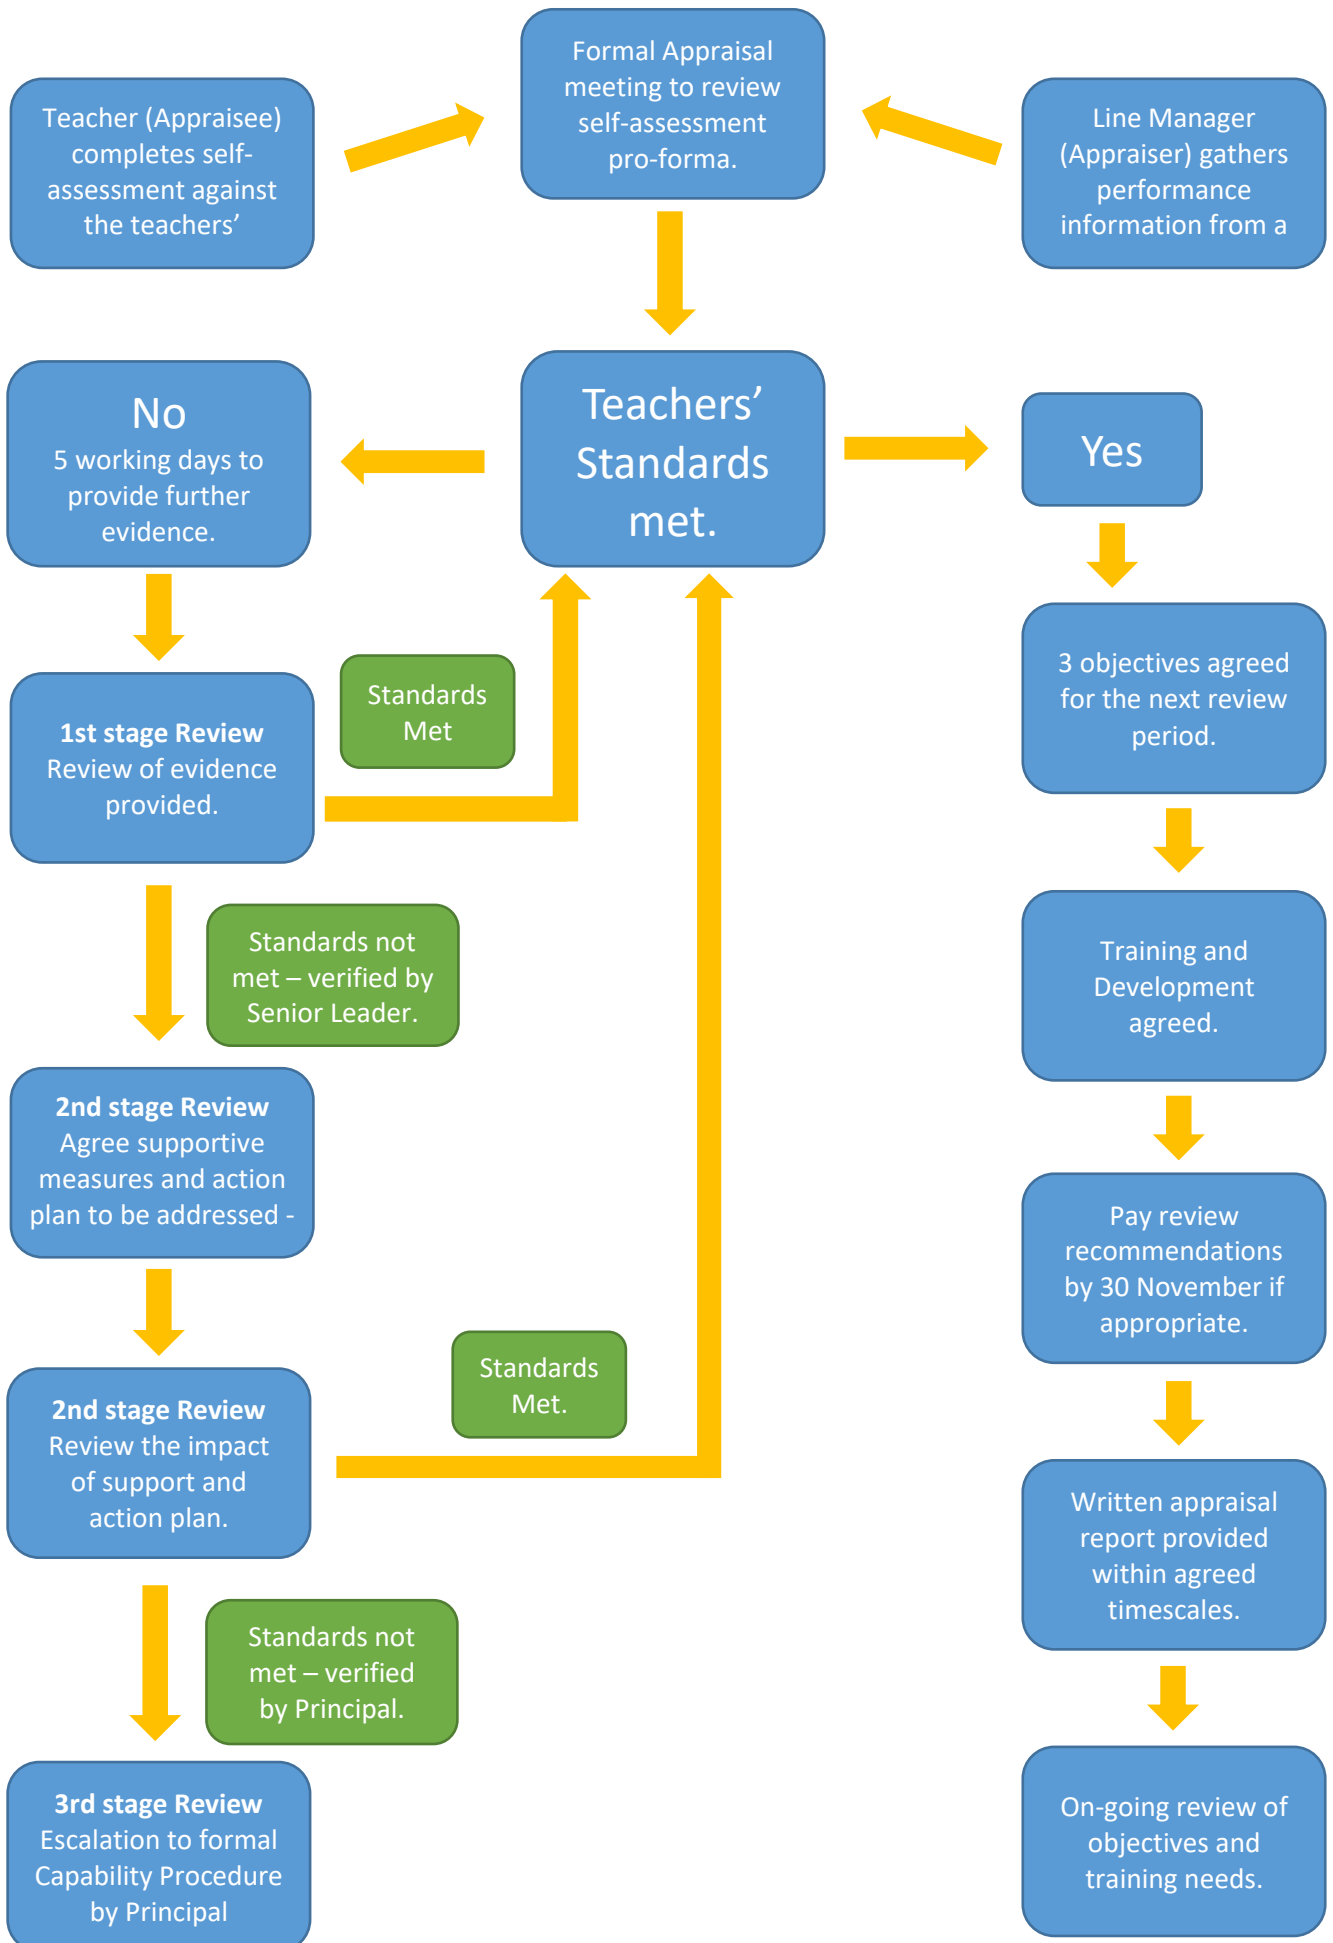 Formal Appraisal
meeting to review
self-assessment
pro-forma.
Teacher (Appraisee)
completes self-
assessment against
the teachers’
Line Manager
(Appraiser) gathers
performance
information from a
Teachers’
Standards
met.
No
5 working days to
provide further
evidence.
Yes
1st stage Review
Review of evidence
provided.
Standards
Met
3 objectives agreed
for the next review
period.
Standards not
met – verified by
Senior Leader.
Training and
Development
agreed.
2nd stage Review
Agree supportive
measures and action
plan to be addressed -
Pay review
recommendations
by 30 November if
appropriate.
2nd stage Review
Review the impact
of support and
action plan.
Standards
Met.
Written appraisal
report provided
within agreed
timescales.
Standards not
met – verified
by Principal.
3rd stage Review
Escalation to formal
Capability Procedure
by Principal
On-going review of
objectives and
training needs.